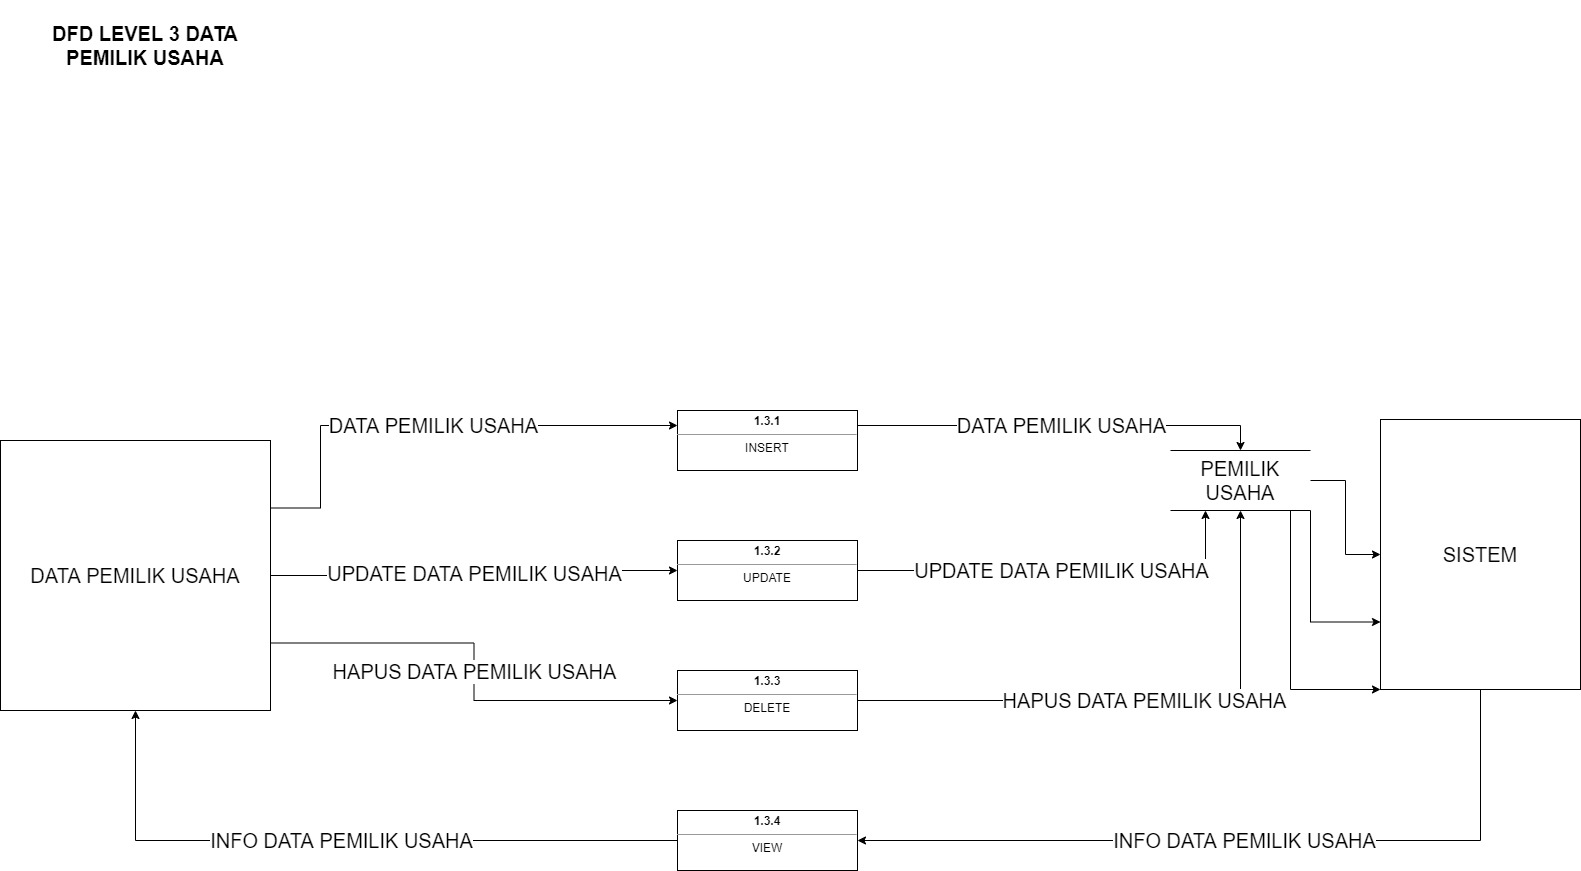 DFD LEVEL 3 DATA
PEMILIK USAHA
DATA PEMILIK USAHA
1.3.1
INSERT
DATA PEMILIK USAHA
PEMILIK
USAHA
DATA PEMILIK USAHA
UPDATE DATA PEMILIK USAHA
1.3.2
UPDATE
UPDATE DATA PEMILIK USAHA
SISTEM
HAPUS DATA PEMILIK USAHA
1.3.3
DELETE
HAPUS DATA PEMILIK USAHA
INFO DATA PEMILIK USAHA
1.3.4
VIEW
INFO DATA PEMILIK USAHA